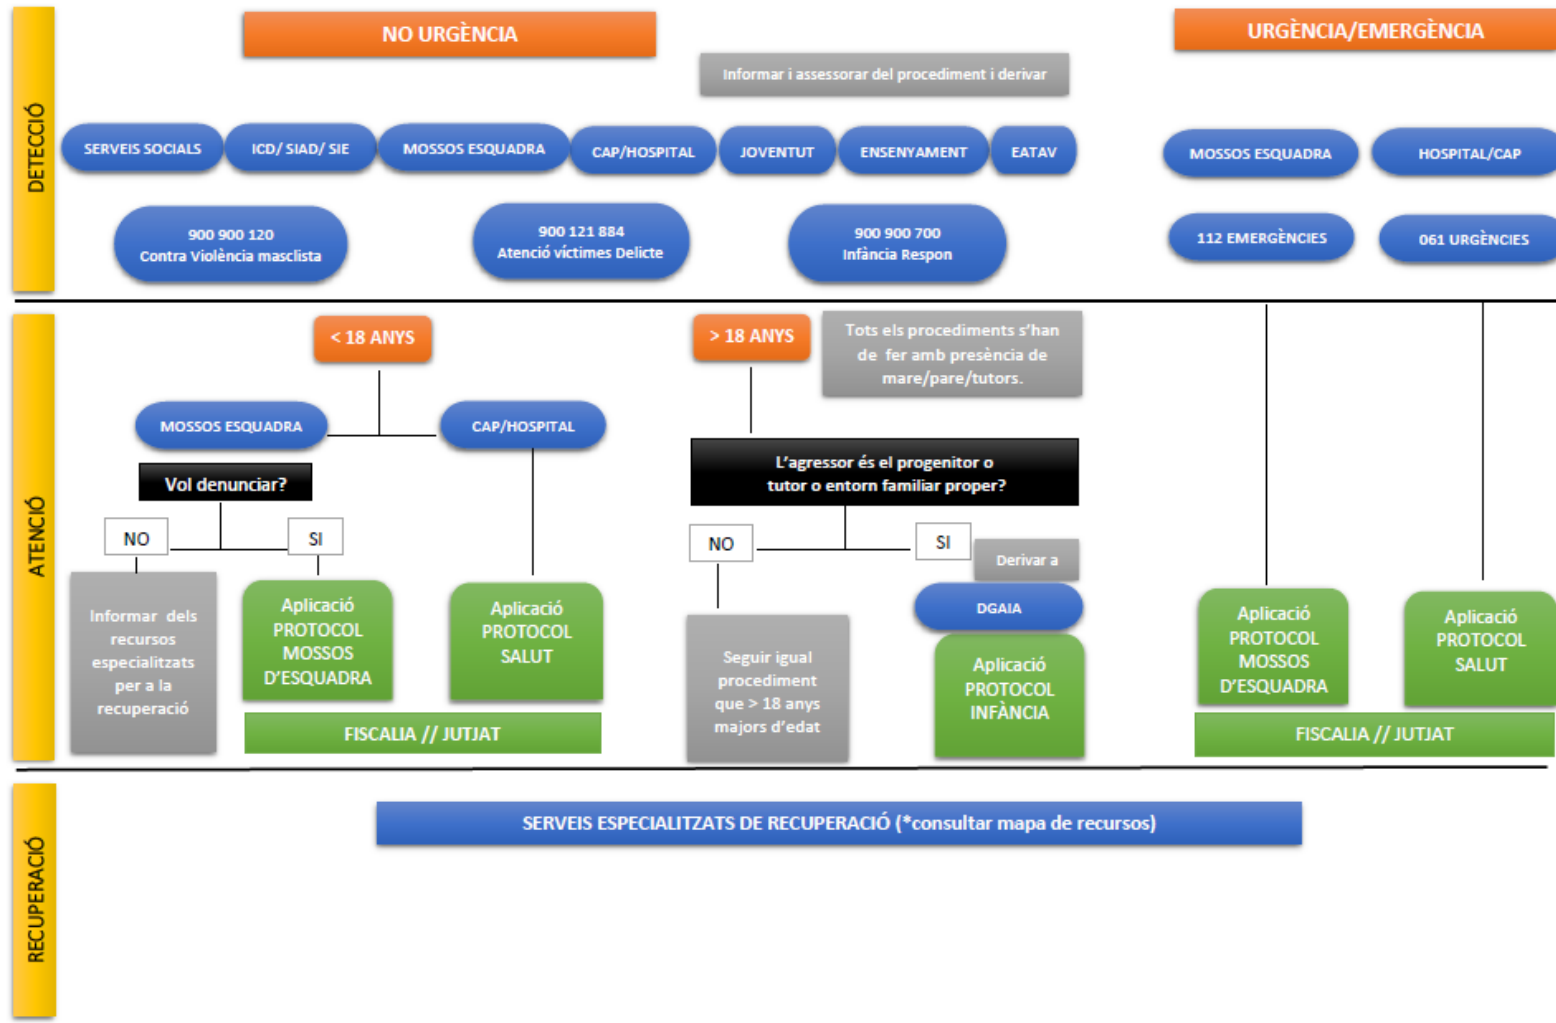 DETECCIÓ
NO URGÈNCIA
URGÈNCIA/EMERGÈNCIA
Informar i assessorar del procediment i derivar
SERVEIS SOCIALS
ICD/ SIAD/ SIE
MOSSOS ESQUADRA
CAP/HOSPITAL
JOVENTUT
ENSENYAMENT
EATAV
MOSSOS ESQUADRA
HOSPITAL/CAP
900 900 120
Contra Violència masclista
900 121 884
Atenció víctimes Delicte
900 900 700
Infància Respon
112 EMERGÈNCIES
061 URGÈNCIES
ATENCIÓ
< 18 ANYS
MOSSOS ESQUADRA
CAP/HOSPITAL
Vol denunciar?
NO
SI
Informar dels
recursos
especialitzats
per a la
recuperació
Aplicació
PROTOCOL
MOSSOS
D'ESQUADRA
Aplicació
PROTOCOL
SALUT
FISCALIA // JUTJAT
> 18 ANYS
Tots els procediments s'han
de fer amb presència de
mare/pare/tutors.
L'agressor és el progenitor o
tutor o entorn familiar proper?
NO
SI
Derivar a
DGAIA
Seguir igual
procediment
que > 18 anys
majors d'edat
Aplicació
PROTOCOL
INFÀNCIA
Aplicació
PROTOCOL
MOSSOS
D'ESQUADRA
Aplicació
PROTOCOL
SALUT
FISCALIA // JUTJAT
RECUPERACIÓ
SERVEIS ESPECIALITZATS DE RECUPERACIÓ (*consultar mapa de recursos)